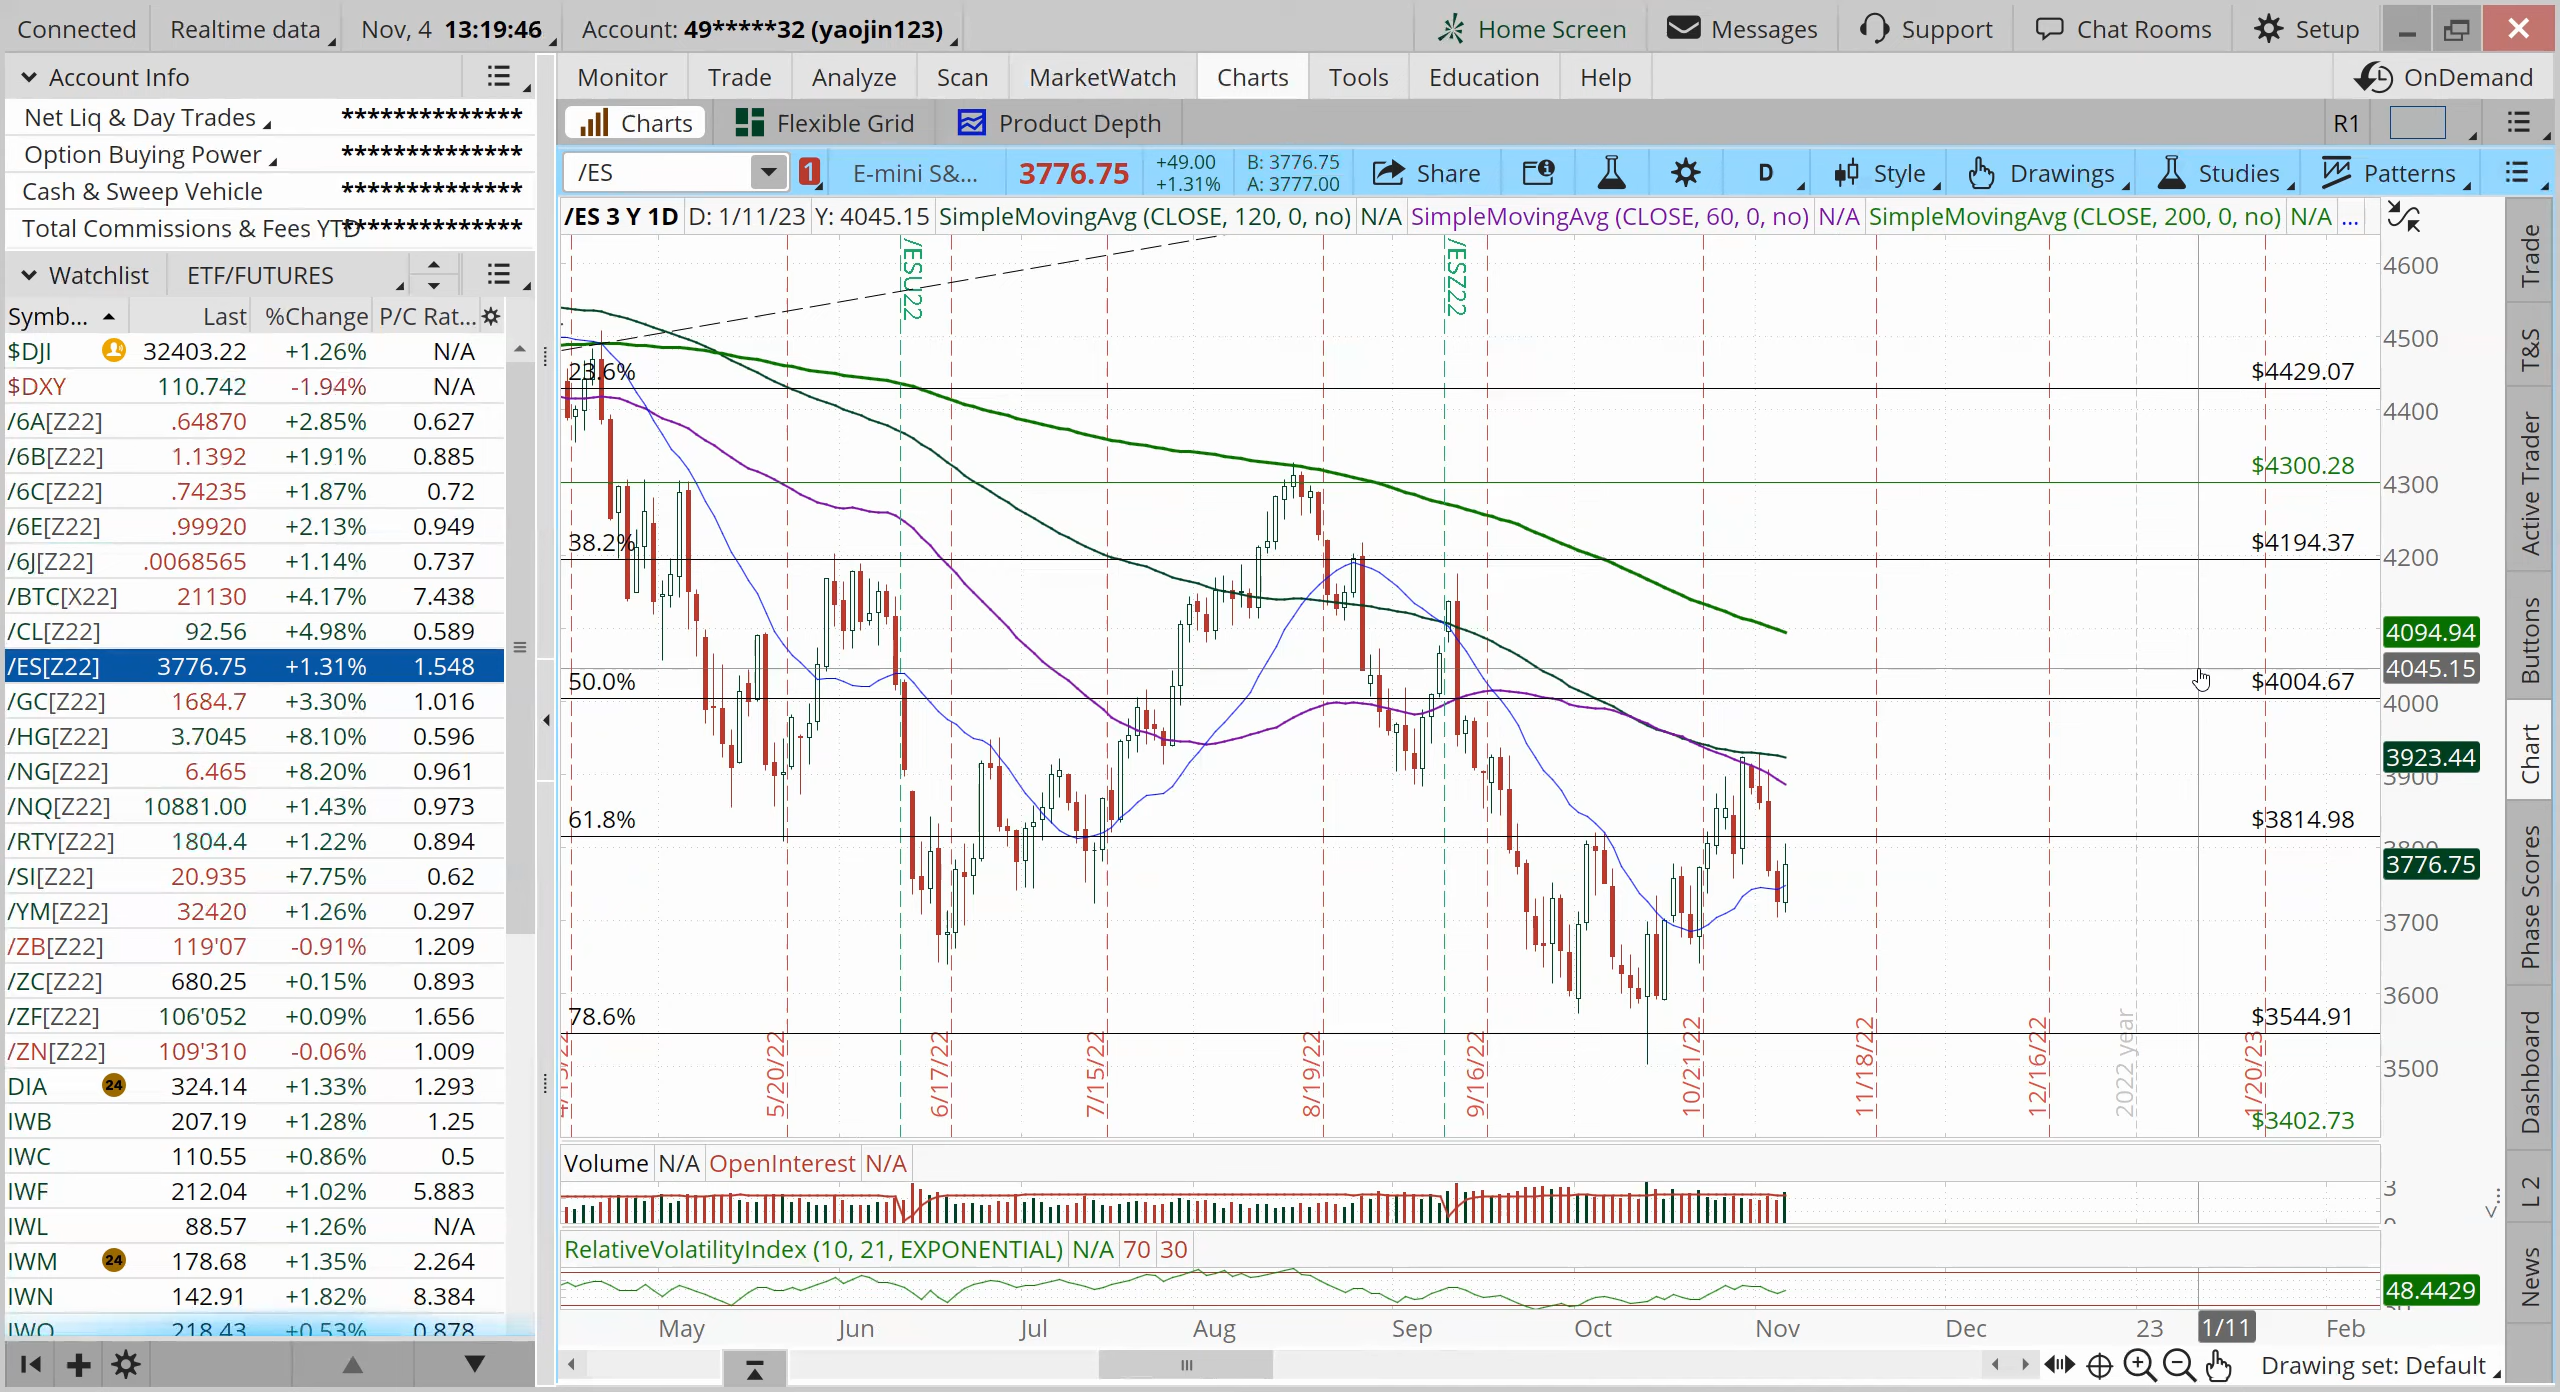 Connected Realtime data Nov, 4 13:19:46 Account: 49*****32 (yaojin123) Home Screen Messages Support Chat Rooms Setup
Account Info Monitor Trade Analyze Scan MarketWatch Charts Tools Education Help OnDemand
Net Liq & Day Trades **************
Option Buying Power **************
Cash & Sweep Vehicle **************
Total Commissions & Fees YTD **************
Charts Flexible Grid Product Depth R1
/ES 1 E-mini S&... 3776.75 +49.00 +1.31% B: 3776.75 A: 3777.00 Share D Style Drawings Studies Patterns
/ES 3 Y 1D D: 1/11/23 Y: 4045.15 SimpleMovingAvg (CLOSE, 120, 0, no) N/A SimpleMovingAvg (CLOSE, 60, 0, no) N/A SimpleMovingAvg (CLOSE, 200, 0, no) N/A ...
Watchlist ETF/FUTURES
Symb... Last %Change P/C Rat...
$DJI 32403.22 +1.26% N/A
$DXY 110.742 -1.94% N/A
/6A[Z22] .64870 +2.85% 0.627
/6B[Z22] 1.1392 +1.91% 0.885
/6C[Z22] .74235 +1.87% 0.72
/6E[Z22] .99920 +2.13% 0.949
/6J[Z22] .0068565 +1.14% 0.737
/BTC[X22] 21130 +4.17% 7.438
/CL[Z22] 92.56 +4.98% 0.589
/ES[Z22] 3776.75 +1.31% 1.548
/GC[Z22] 1684.7 +3.30% 1.016
/HG[Z22] 3.7045 +8.10% 0.596
/NG[Z22] 6.465 +8.20% 0.961
/NQ[Z22] 10881.00 +1.43% 0.973
/RTY[Z22] 1804.4 +1.22% 0.894
/SI[Z22] 20.935 +7.75% 0.62
/YM[Z22] 32420 +1.26% 0.297
/ZB[Z22] 119'07 -0.91% 1.209
/ZC[Z22] 680.25 +0.15% 0.893
/ZF[Z22] 106'052 +0.09% 1.656
/ZN[Z22] 109'310 -0.06% 1.009
DIA 24 324.14 +1.33% 1.293
IWB 207.19 +1.28% 1.25
IWC 110.55 +0.86% 0.5
IWF 212.04 +1.02% 5.883
IWL 88.57 +1.26% N/A
IWM 24 178.68 +1.35% 2.264
IWN 142.91 +1.82% 8.384
IWO 218.43 +0.53% 0.878
/ESU22 /ESZ22
23.6% $4429.07
$4300.28
38.2% $4194.37
50.0% $4004.67
61.8% $3814.98
78.6% $3544.91
$3402.73
4600
4500
4400
4300
4200
4094.94
4045.15
4000
3923.44
3900
3800
3776.75
3700
3600
3500
5/20/22 6/17/22 7/15/22 8/19/22 9/16/22 10/21/22 11/18/22 12/16/22 2022 year 1/20/23
Volume N/A OpenInterest N/A
3
RelativeVolatilityIndex (10, 21, EXPONENTIAL) N/A 70 30
48.4429
May Jun Jul Aug Sep Oct Nov Dec 23 1/11 Feb
Drawing set: Default
Trade
T&S
Active Trader
Buttons
Chart
Phase Scores
Dashboard
L 2
News